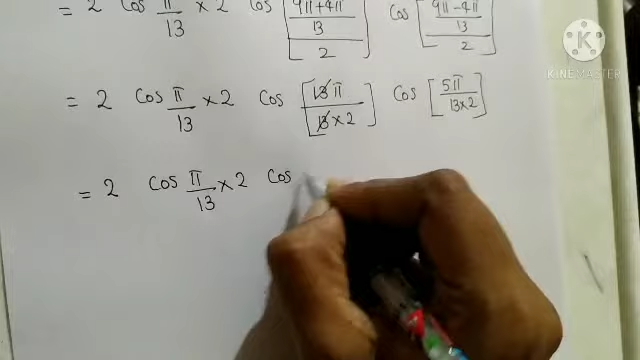 = 2 Cos π/13 × 2 Cos [((9π+4π)/13)/2] Cos [((9π-4π)/13)/2]
= 2 Cos π/13 × 2 Cos [13π/(13×2)] Cos [5π/(13×2)]
= 2 Cos π/13 × 2 Cos
KINEMASTER